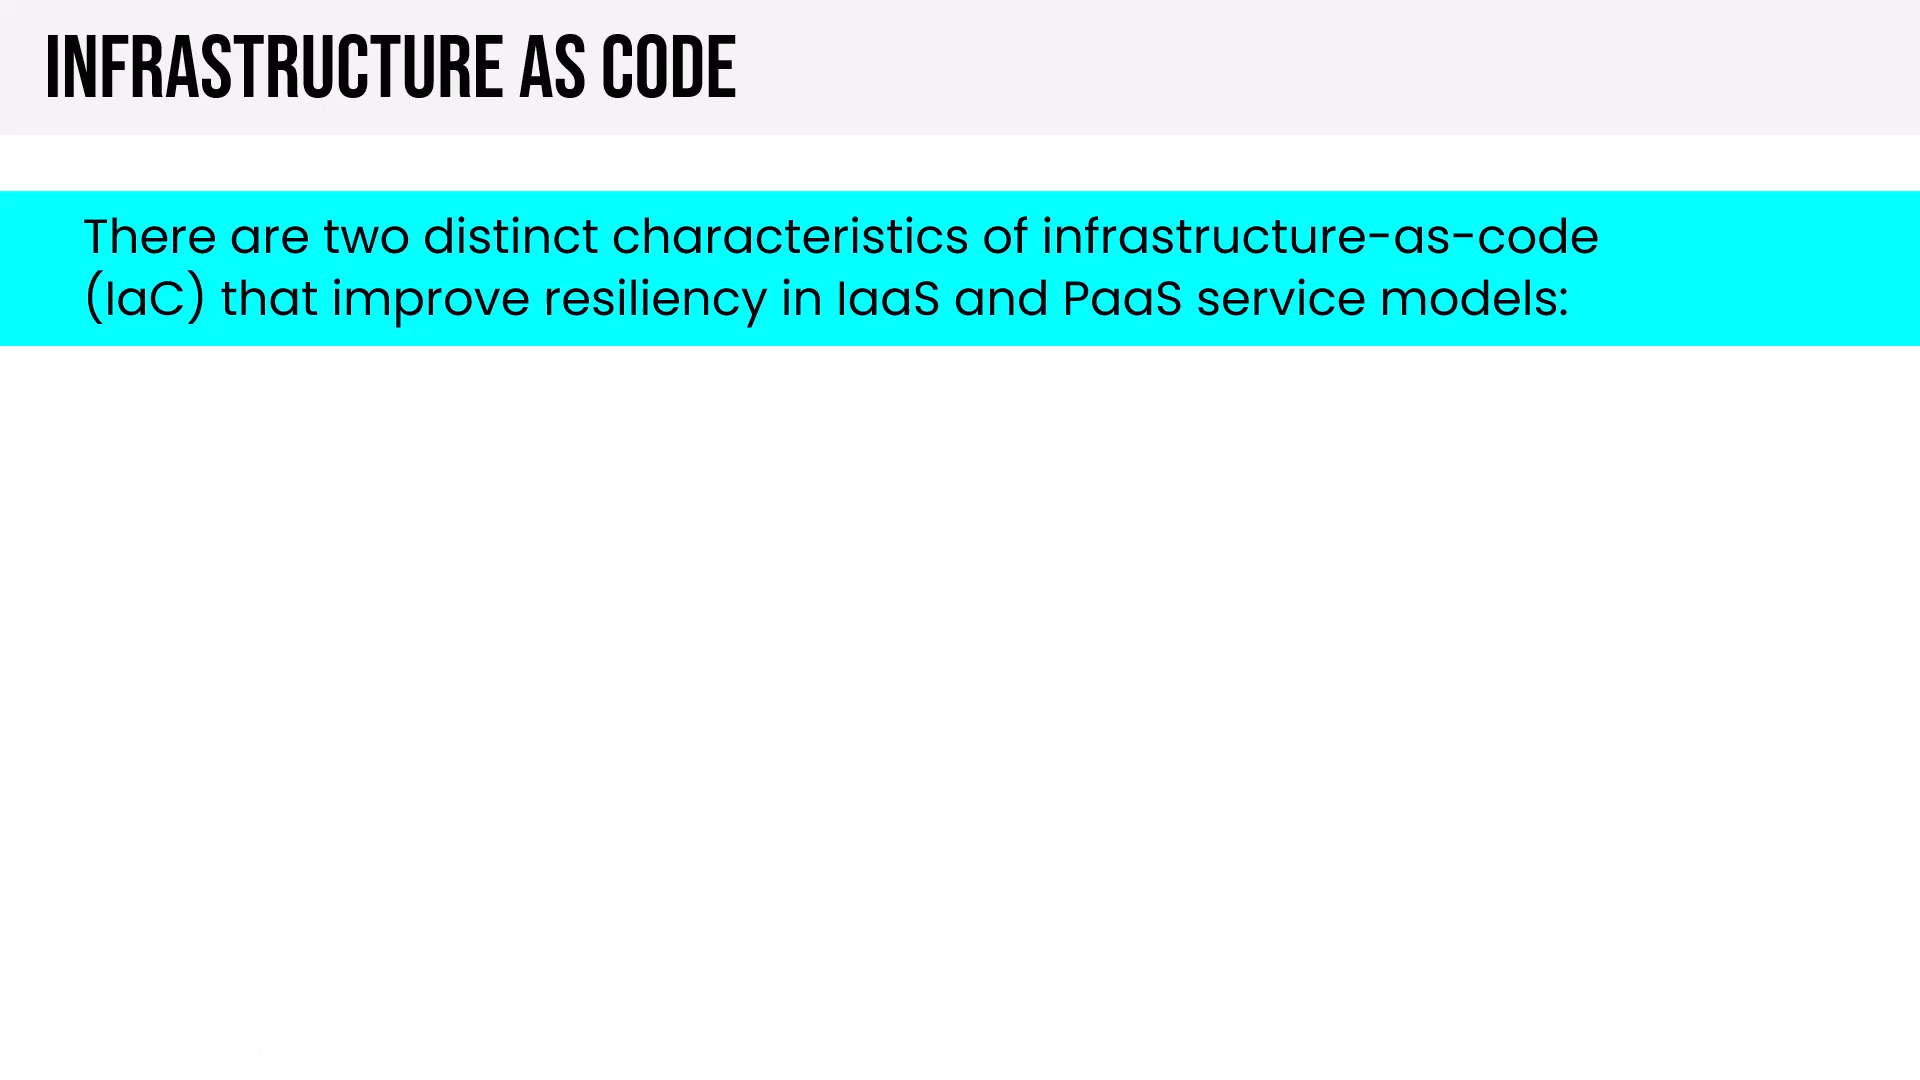 INFRASTRUCTURE AS CODE
There are two distinct characteristics of infrastructure-as-code
(IaC) that improve resiliency in IaaS and PaaS service models: